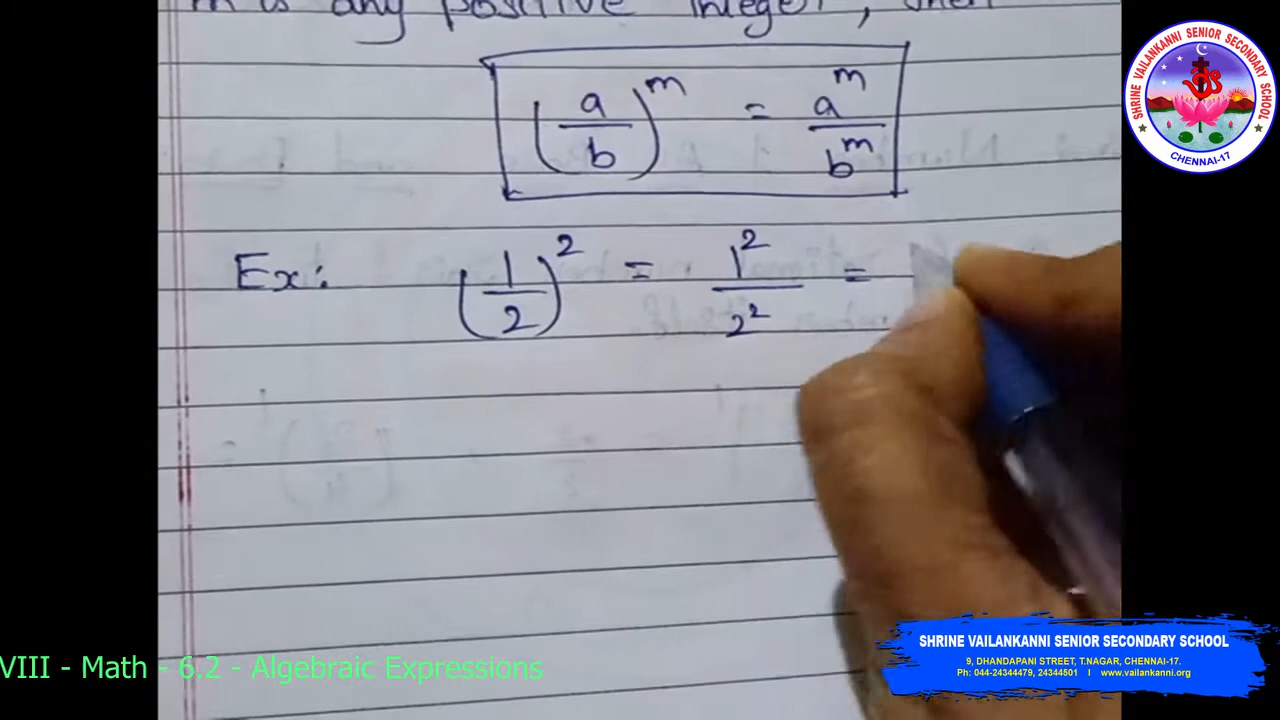 m is any positive integer, then
(a/b)^m = a^m/b^m
Ex: (1/2)^2 = 1^2/2^2 =
SHRINE VAILANKANNI SENIOR SECONDARY SCHOOL
CHENNAI-17
VIII - Math - 6.2 - Algebraic Expressions
SHRINE VAILANKANNI SENIOR SECONDARY SCHOOL
9, DHANDAPANI STREET, T.NAGAR, CHENNAI-17.
Ph: 044-24344479, 24344501 I www.vailankanni.org